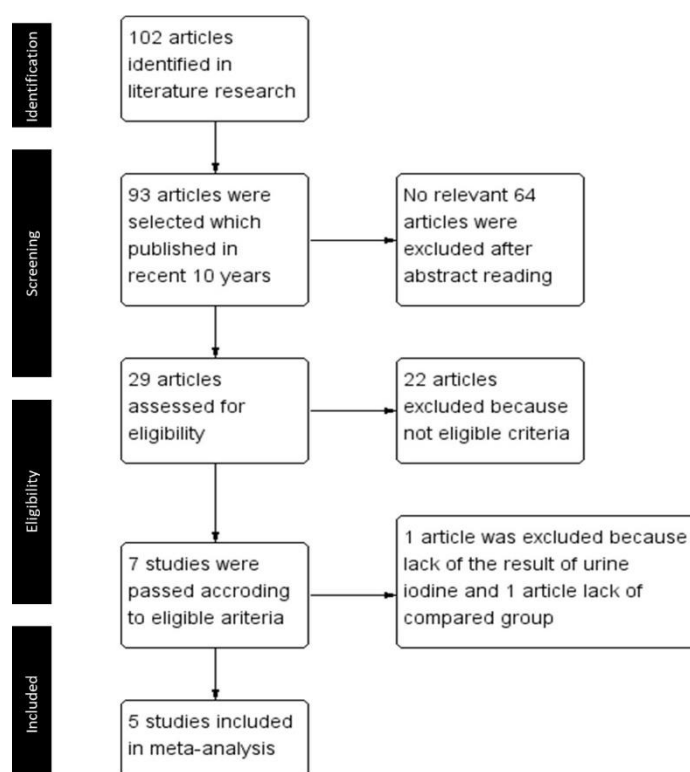 Identification
102 articles
identified in
literature research
Screening
93 articles were
selected which
published in
recent 10 years
No relevant 64
articles were
excluded after
abstract reading
29 articles
assessed for
eligibility
22 articles
excluded because
not eligible criteria
Eligibility
7 studies were
passed accroding
to eligible ariteria
1 article was excluded because
lack of the result of urine
iodine and 1 article lack of
compared group
Included
5 studies included
in meta-analysis